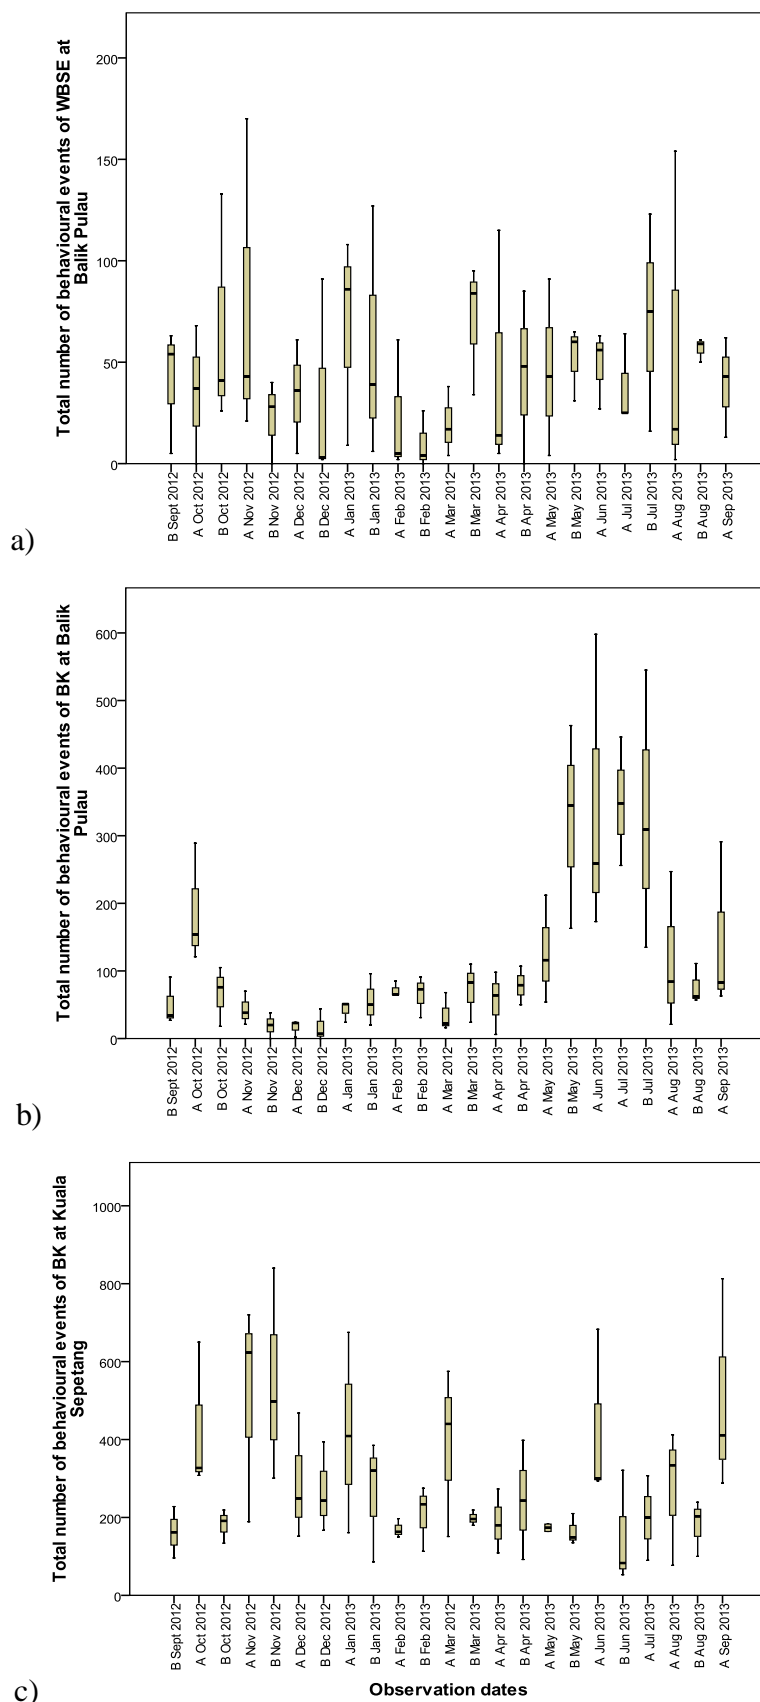 Total number of behavioural events of WBSE at
Balik Pulau
200
150
100
50
0
B Sept 2012
A Oct 2012
B Oct 2012
A Nov 2012
B Nov 2012
A Dec 2012
B Dec 2012
A Jan 2013
B Jan 2013
A Feb 2013
B Feb 2013
A Mar 2012
B Mar 2013
A Apr 2013
B Apr 2013
A May 2013
B May 2013
A Jun 2013
A Jul 2013
B Jul 2013
A Aug 2013
B Aug 2013
A Sep 2013
a)
Total number of behavioural events of BK at Balik
Pulau
600
500
400
300
200
100
0
B Sept 2012
A Oct 2012
B Oct 2012
A Nov 2012
B Nov 2012
A Dec 2012
B Dec 2012
A Jan 2013
B Jan 2013
A Feb 2013
B Feb 2013
A Mar 2012
B Mar 2013
A Apr 2013
B Apr 2013
A May 2013
B May 2013
A Jun 2013
A Jul 2013
B Jul 2013
A Aug 2013
B Aug 2013
A Sep 2013
b)
Total number of behavioural events of BK at Kuala
Sepetang
1000
800
600
400
200
0
B Sept 2012
A Oct 2012
B Oct 2012
A Nov 2012
B Nov 2012
A Dec 2012
B Dec 2012
A Jan 2013
B Jan 2013
A Feb 2013
B Feb 2013
A Mar 2012
B Mar 2013
A Apr 2013
B Apr 2013
A May 2013
B May 2013
A Jun 2013
B Jun 2013
A Jul 2013
A Aug 2013
B Aug 2013
A Sep 2013
c)
Observation dates